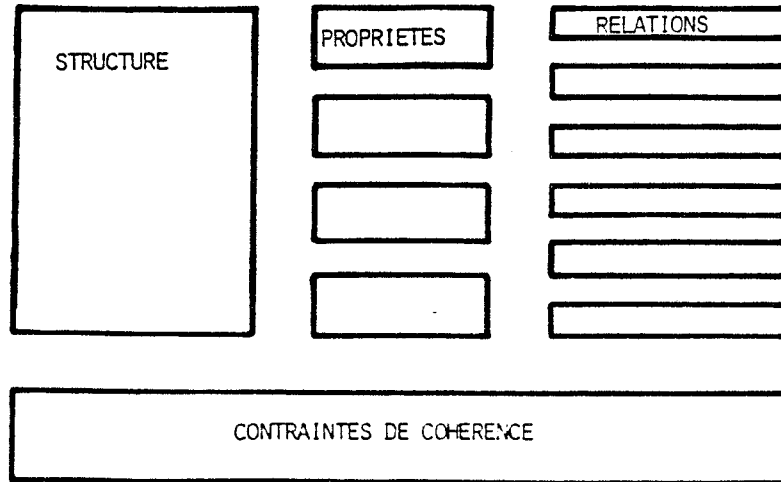 STRUCTURE
PROPRIETES
RELATIONS
CONTRAINTES DE COHERENCE